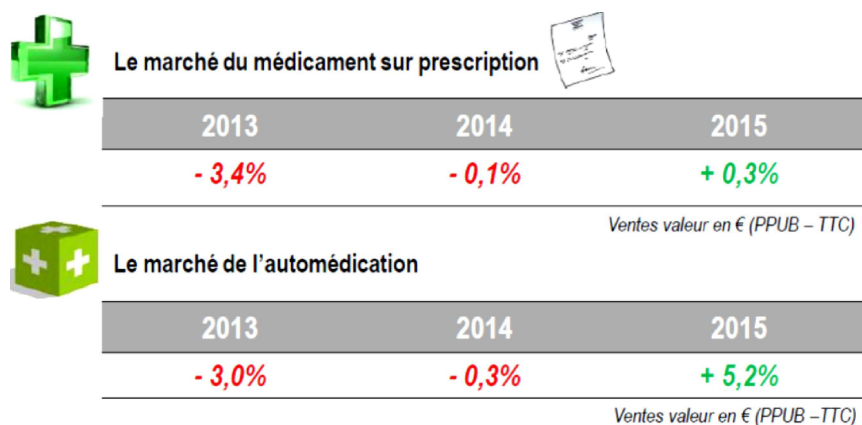 Le marché du médicament sur prescription
2013 2014 2015
- 3,4% - 0,1% + 0,3%
Ventes valeur en € (PPUB – TTC)
Le marché de l'automédication
2013 2014 2015
- 3,0% - 0,3% + 5,2%
Ventes valeur en € (PPUB –TTC)